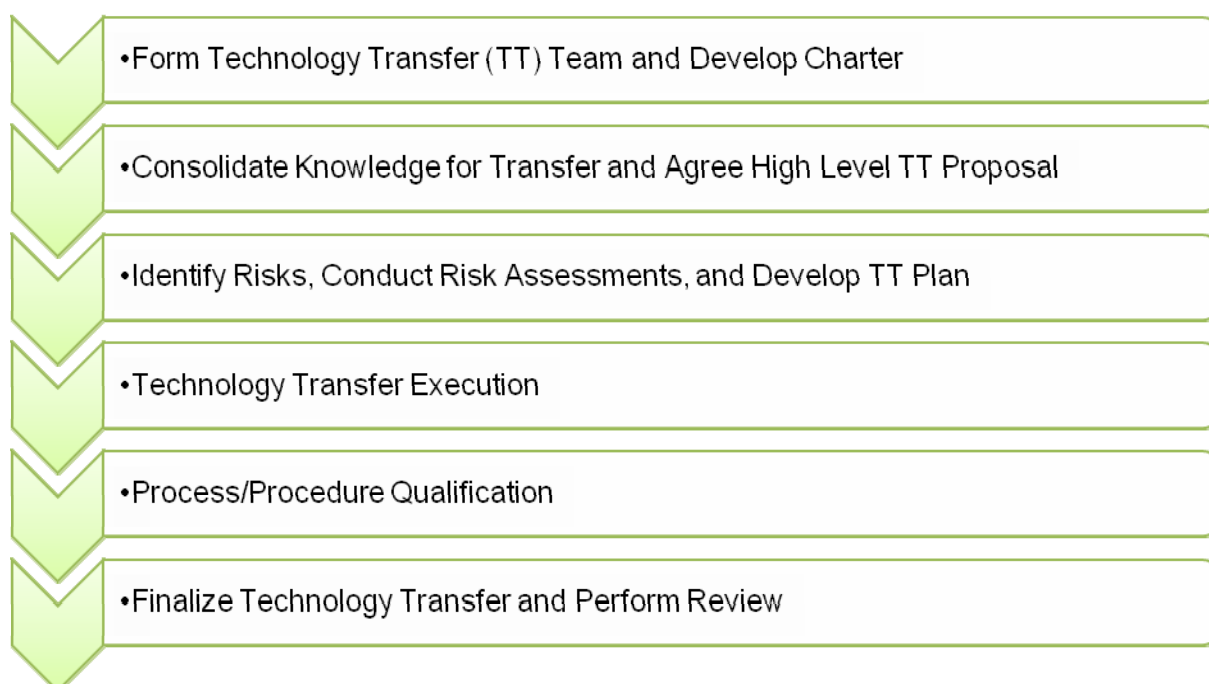 •Form Technology Transfer (TT) Team and Develop Charter
•Consolidate Knowledge for Transfer and Agree High Level TT Proposal
•Identify Risks, Conduct Risk Assessments, and Develop TT Plan
•Technology Transfer Execution
•Process/Procedure Qualification
•Finalize Technology Transfer and Perform Review